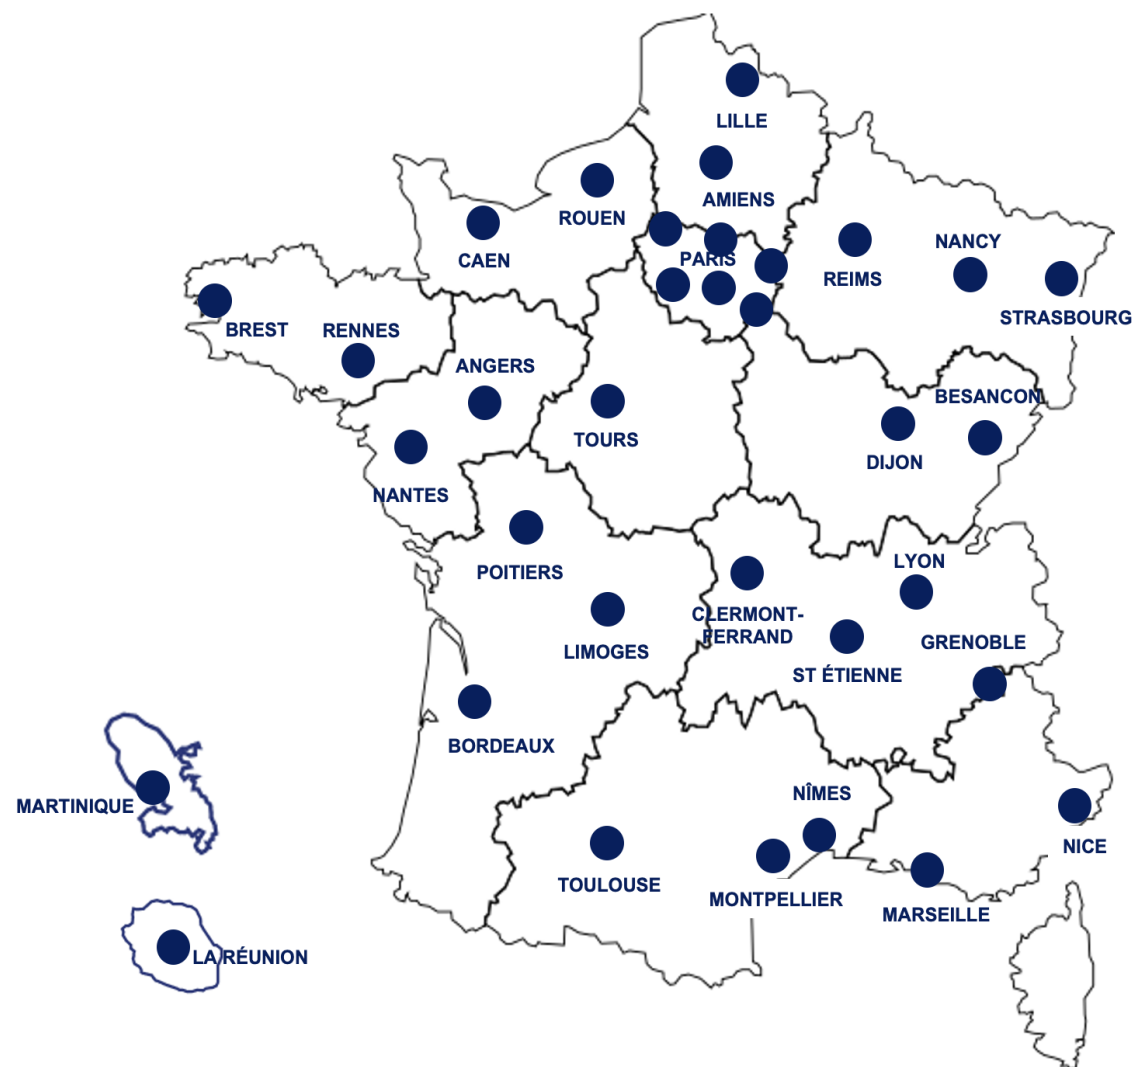 LILLE
AMIENS
ROUEN
CAEN
PARIS
NANCY
REIMS
STRASBOURG
BREST
RENNES
ANGERS
BESANCON
TOURS
DIJON
NANTES
LYON
POITIERS
CLERMONT-
FERRAND
GRENOBLE
LIMOGES
ST ÉTIENNE
BORDEAUX
NÎMES
MARTINIQUE
NICE
TOULOUSE
MONTPELLIER
MARSEILLE
LA RÉUNION